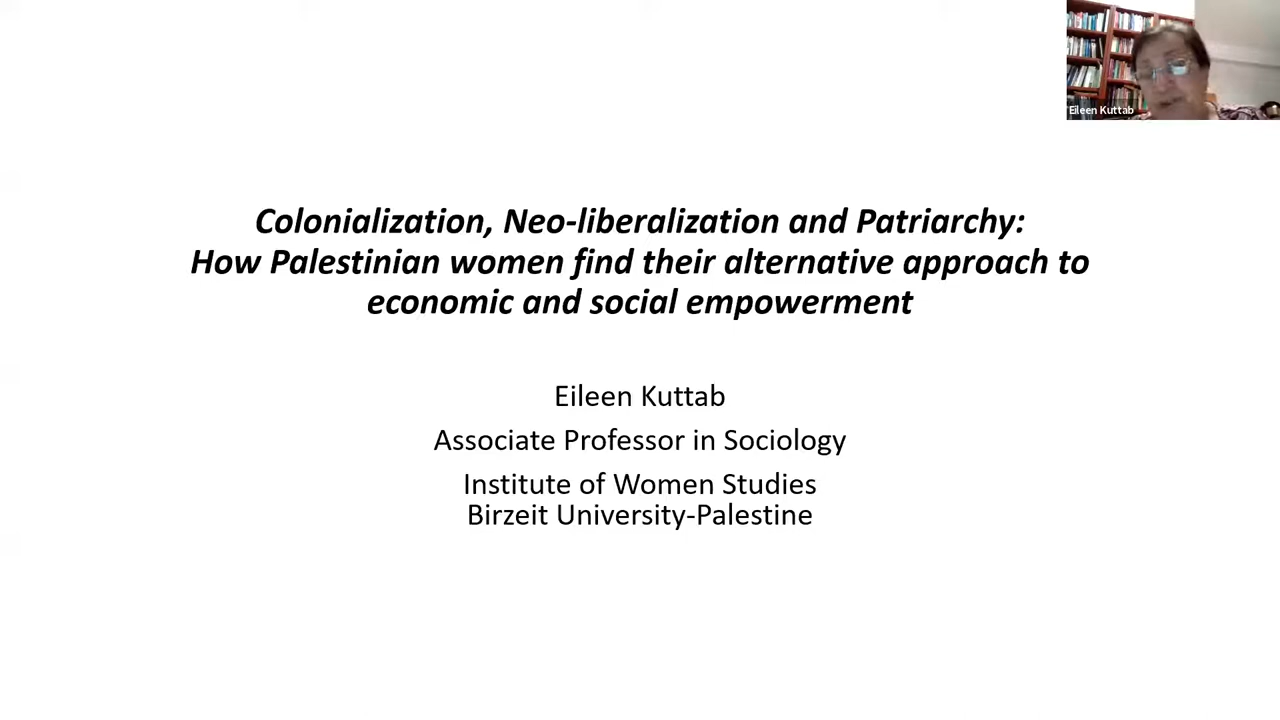 Eileen Kuttab
Colonialization, Neo-liberalization and Patriarchy:
How Palestinian women find their alternative approach to
economic and social empowerment
Eileen Kuttab
Associate Professor in Sociology
Institute of Women Studies
Birzeit University-Palestine